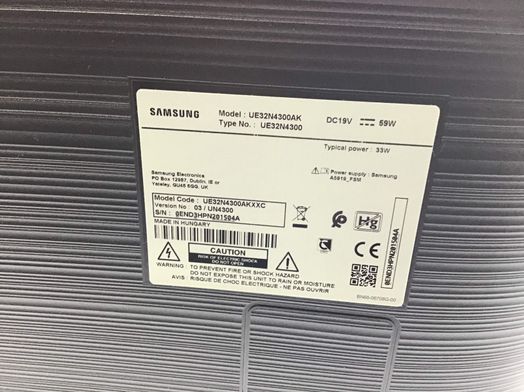 SAMSUNG
Model : UE32N4300AK
Type No. : UE32N4300
DC19V 59W
Typical power : 33W
Samsung Electronics
PO Box 12987, Dublin, IE or
Yateley, GU46 6GG, UK
Power supply : Samsung
A5919_FSM
Model Code : UE32N4300AKXXC
Version No : 03 / UN4300
S/N : 0END3HPN201504A
MADE IN HUNGARY
CAUTION
RISK OF ELECTRIC SHOCK
DO NOT OPEN
WARNING : TO PREVENT FIRE OR SHOCK HAZARD
DO NOT EXPOSE THIS UNIT TO RAIN OR MOISTURE
AVIS : RISQUE DE CHOC ELECTRIQUE - NE PAS OUVRIR
CE
0END3HPN201504A